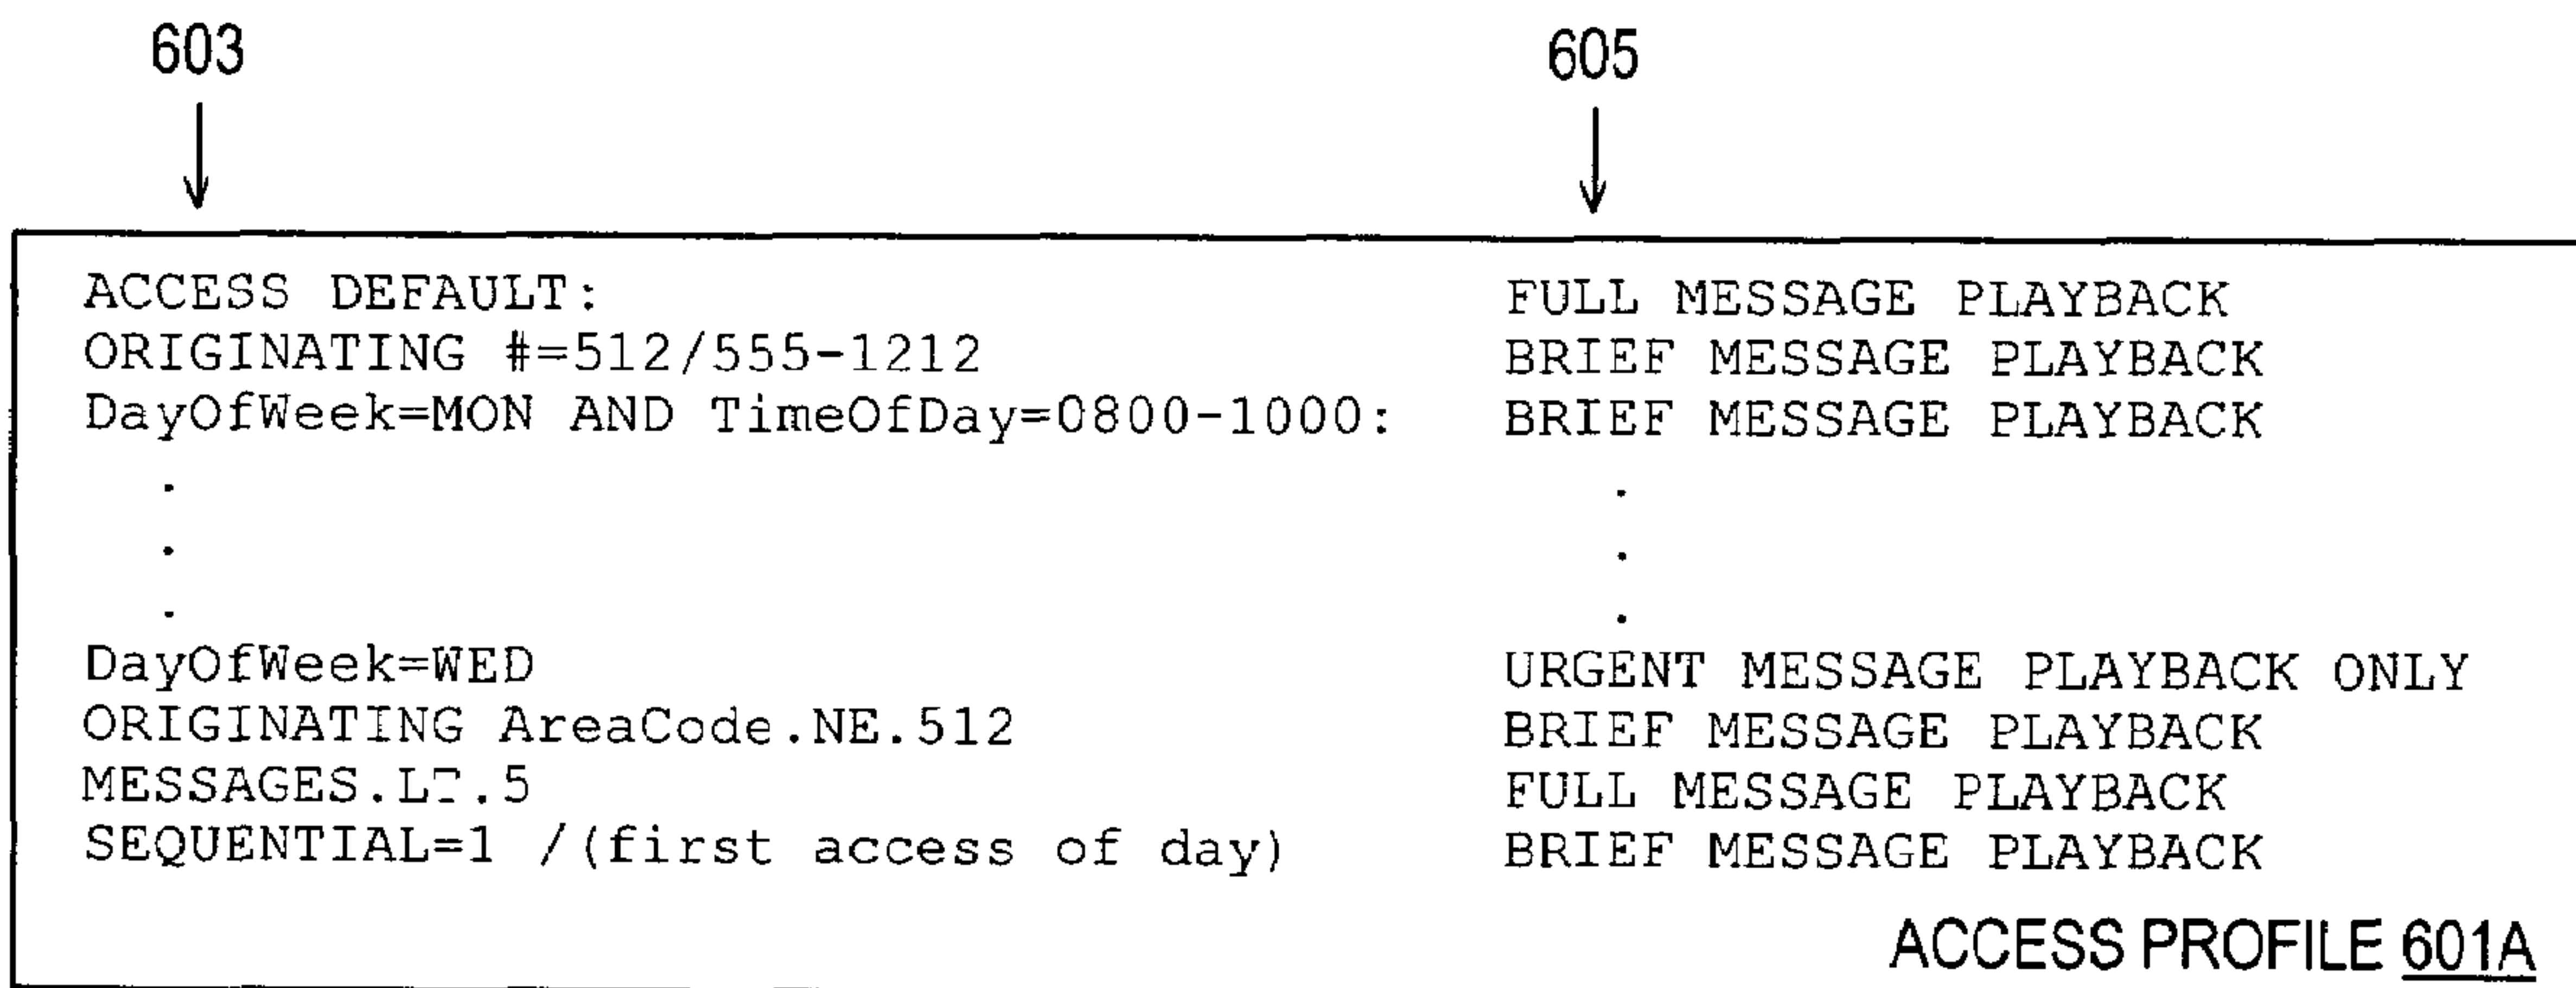 603 605
ACCESS DEFAULT: FULL MESSAGE PLAYBACK
ORIGINATING #=512/555-1212 BRIEF MESSAGE PLAYBACK
DayOfWeek=MON AND TimeOfDay=0800-1000: BRIEF MESSAGE PLAYBACK
. .
. .
. .
DayOfWeek=WED URGENT MESSAGE PLAYBACK ONLY
ORIGINATING AreaCode.NE.512 BRIEF MESSAGE PLAYBACK
MESSAGES.LT.5 FULL MESSAGE PLAYBACK
SEQUENTIAL=1 /(first access of day) BRIEF MESSAGE PLAYBACK
ACCESS PROFILE 601A